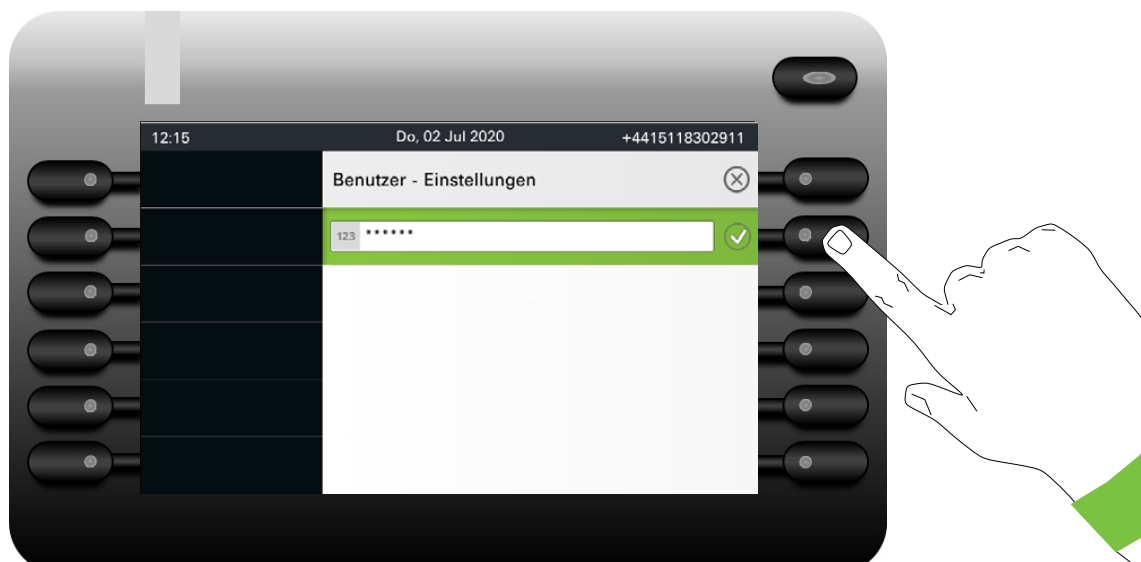 12:15 Do, 02 Jul 2020 +4415118302911
Benutzer - Einstellungen
123 ••••••